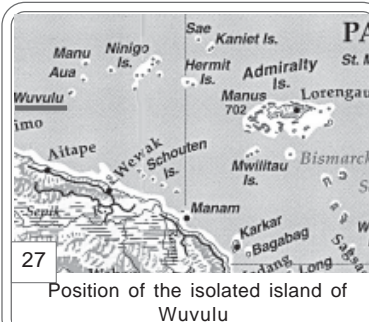 Sae
PA
Manu
Ninigo
Kaniet Is.
Aua
Is.
Hermit
Is.
Admiralty
Is.
St. M
Wuvulu
Manus
702
Lorengau
imo
Aitape
Wewak
Schouten
Is.
Mwilitau
Is.
Bismarck
Sepik
Manam
Karkar
Bagabag
Long
27
Position of the isolated island of
Wuvulu